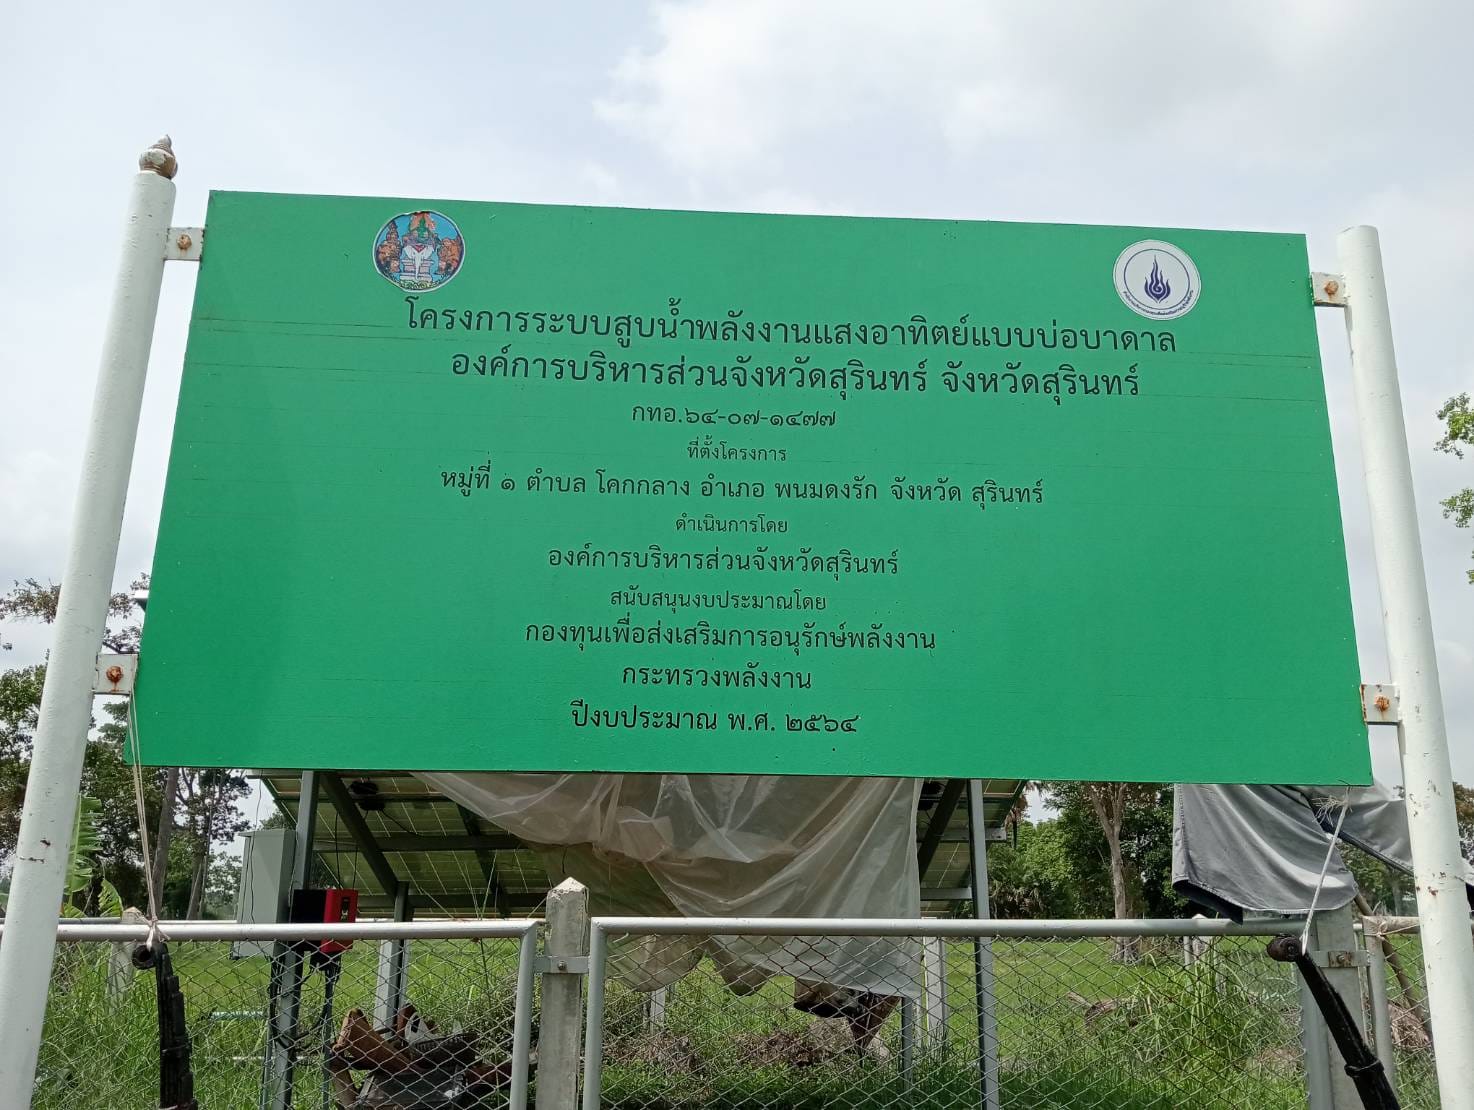 โครงการระบบสูบน้ำพลังงานแสงอาทิตย์แบบบ่อบาดาล
องค์การบริหารส่วนจังหวัดสุรินทร์ จังหวัดสุรินทร์
กทอ.๖๔-๐๗-๑๔๗๗
ที่ตั้งโครงการ
หมู่ที่ ๑ ตำบล โคกกลาง อำเภอ พนมดงรัก จังหวัด สุรินทร์
ดำเนินการโดย
องค์การบริหารส่วนจังหวัดสุรินทร์
สนับสนุนงบประมาณโดย
กองทุนเพื่อส่งเสริมการอนุรักษ์พลังงาน
กระทรวงพลังงาน
ปีงบประมาณ พ.ศ. ๒๕๖๔